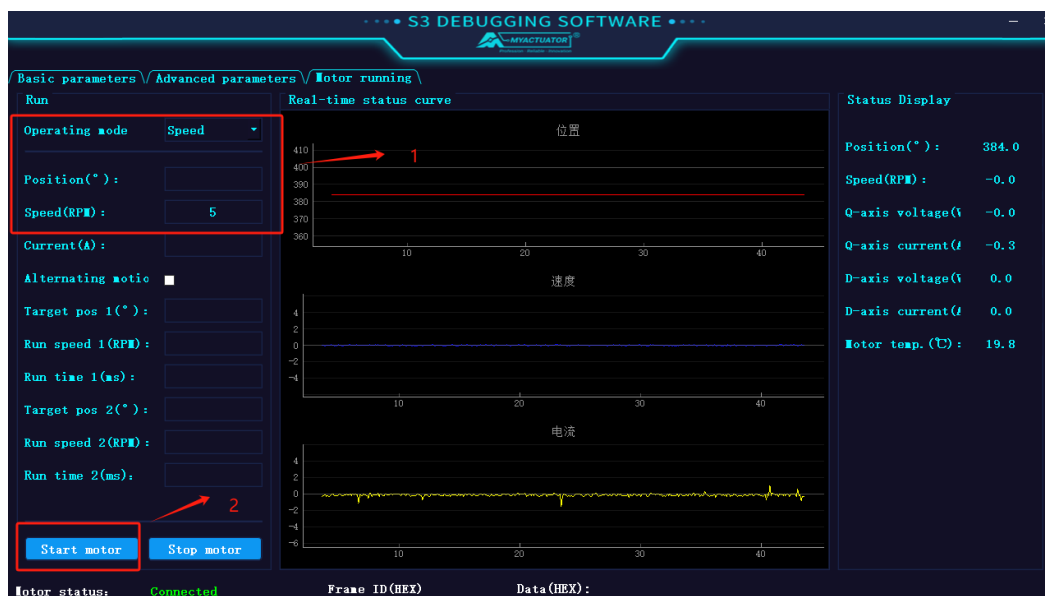 S3 DEBUGGING SOFTWARE
MYACTUATOR
Basic parameters Advanced parameters Motor running
Run
Operating mode Speed
Position(°):
Speed(RPM): 5
Current(A):
Alternating motio
Target pos 1(°):
Run speed 1(RPM):
Run time 1(ms):
Target pos 2(°):
Run speed 2(RPM):
Run time 2(ms):
2
Start motor Stop motor
Real-time status curve
位置
1
410
400
390
380
370
360
10 20 30 40
速度
4
2
0
-2
-4
10 20 30 40
电流
4
2
0
-2
-4
-6
10 20 30 40
Status Display
Position(°): 384.0
Speed(RPM): -0.0
Q-axis voltage(V -0.0
Q-axis current(A -0.3
D-axis voltage(V 0.0
D-axis current(A 0.0
Motor temp.(℃): 19.8
Motor status: Connected Frame ID(HEX) Data(HEX):